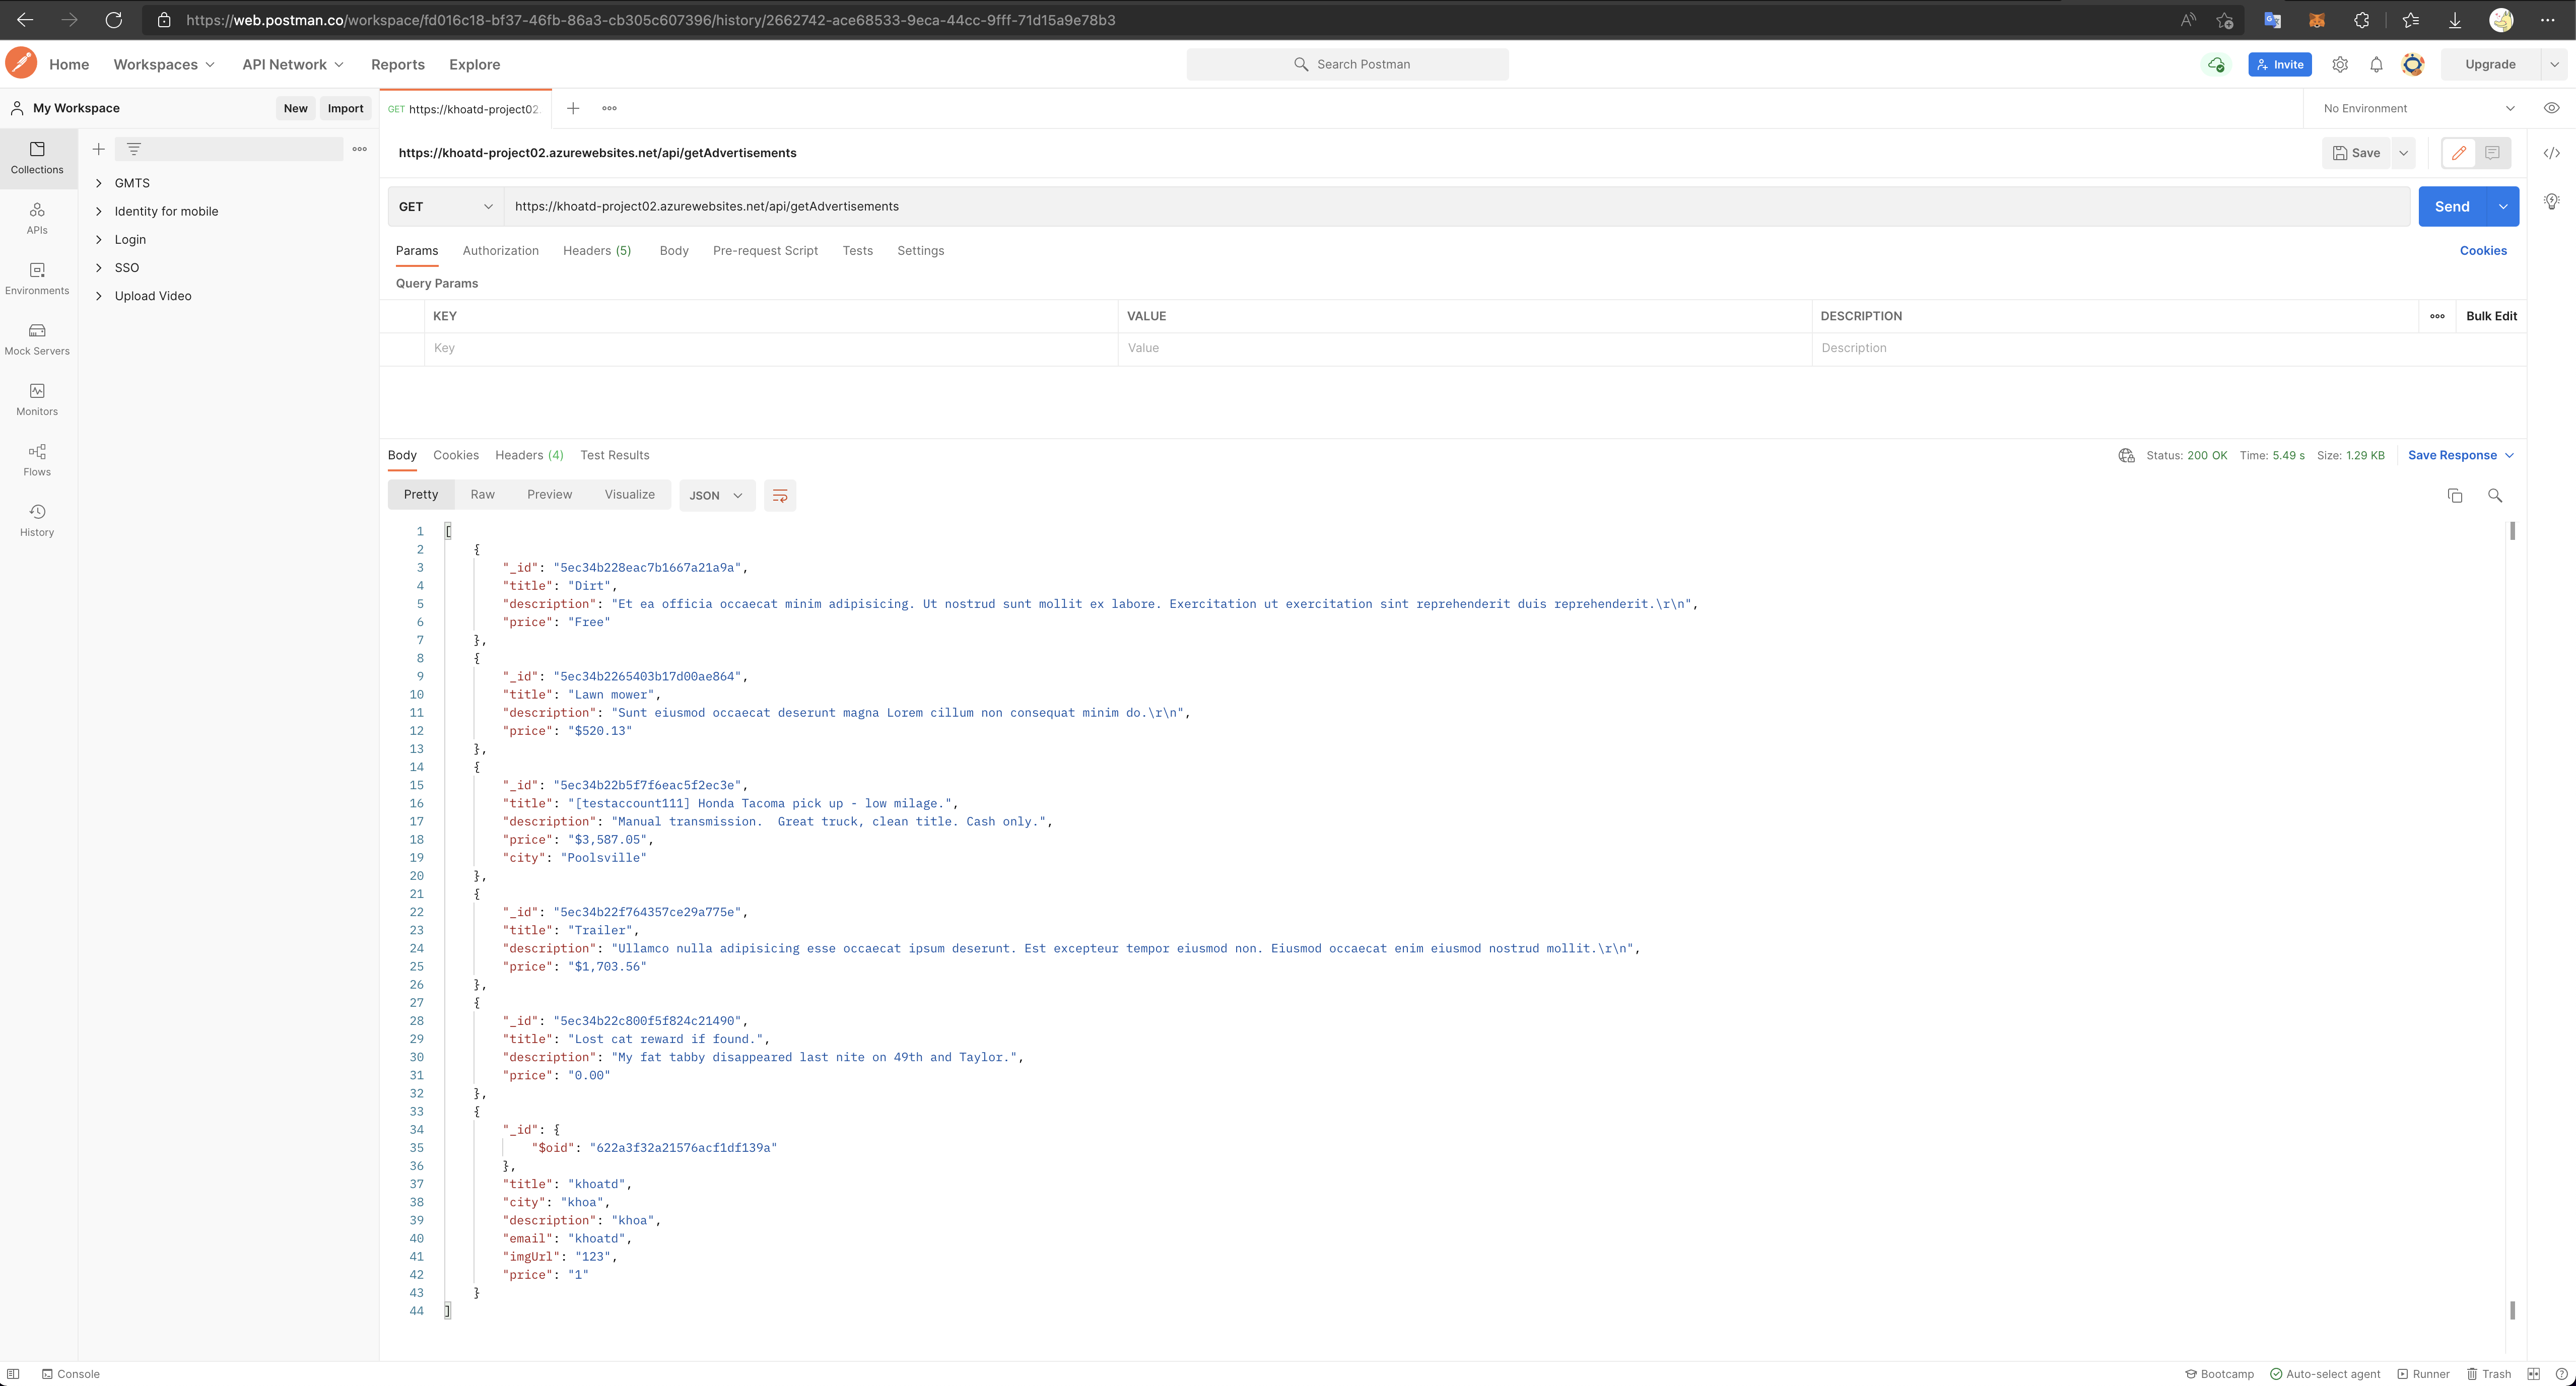 https://web.postman.co/workspace/fd016c18-bf37-46fb-86a3-cb305c607396/history/2662742-ace68533-9eca-44cc-9fff-71d15a9e78b3
Home Workspaces API Network Reports Explore Search Postman Invite Upgrade
My Workspace New Import GET https://khoatd-project02. No Environment
Collections
APIs
Environments
Mock Servers
Monitors
Flows
History
GMTS
Identity for mobile
Login
SSO
Upload Video
https://khoatd-project02.azurewebsites.net/api/getAdvertisements Save
GET https://khoatd-project02.azurewebsites.net/api/getAdvertisements Send
Params Authorization Headers (5) Body Pre-request Script Tests Settings Cookies
Query Params
KEY VALUE DESCRIPTION Bulk Edit
Key Value Description
Body Cookies Headers (4) Test Results Status: 200 OK Time: 5.49 s Size: 1.29 KB Save Response
Pretty Raw Preview Visualize JSON
1 [
2 {
3 "_id": "5ec34b228eac7b1667a21a9a",
4 "title": "Dirt",
5 "description": "Et ea officia occaecat minim adipisicing. Ut nostrud sunt mollit ex labore. Exercitation ut exercitation sint reprehenderit duis reprehenderit.\r\n",
6 "price": "Free"
7 },
8 {
9 "_id": "5ec34b2265403b17d00ae864",
10 "title": "Lawn mower",
11 "description": "Sunt eiusmod occaecat deserunt magna Lorem cillum non consequat minim do.\r\n",
12 "price": "$520.13"
13 },
14 {
15 "_id": "5ec34b22b5f7f6eac5f2ec3e",
16 "title": "[testaccount111] Honda Tacoma pick up - low milage.",
17 "description": "Manual transmission.  Great truck, clean title. Cash only.",
18 "price": "$3,587.05",
19 "city": "Poolsville"
20 },
21 {
22 "_id": "5ec34b22f764357ce29a775e",
23 "title": "Trailer",
24 "description": "Ullamco nulla adipisicing esse occaecat ipsum deserunt. Est excepteur tempor eiusmod non. Eiusmod occaecat enim eiusmod nostrud mollit.\r\n",
25 "price": "$1,703.56"
26 },
27 {
28 "_id": "5ec34b22c800f5f824c21490",
29 "title": "Lost cat reward if found.",
30 "description": "My fat tabby disappeared last nite on 49th and Taylor.",
31 "price": "0.00"
32 },
33 {
34 "_id": {
35 "$oid": "622a3f32a21576acf1df139a"
36 },
37 "title": "khoatd",
38 "city": "khoa",
39 "description": "khoa",
40 "email": "khoatd",
41 "imgUrl": "123",
42 "price": "1"
43 }
44 ]
Console Bootcamp Auto-select agent Runner Trash